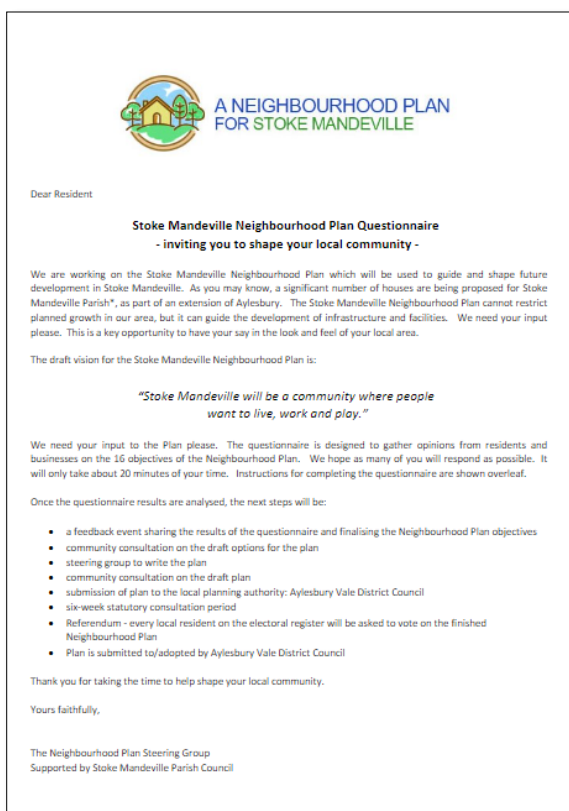 A NEIGHBOURHOOD PLAN
FOR STOKE MANDEVILLE
Dear Resident
Stoke Mandeville Neighbourhood Plan Questionnaire
- inviting you to shape your local community -
We are working on the Stoke Mandeville Neighbourhood Plan which will be used to guide and shape future
development in Stoke Mandeville. As you may know, a significant number of houses are being proposed for Stoke
Mandeville Parish*, as part of an extension of Aylesbury. The Stoke Mandeville Neighbourhood Plan cannot restrict
planned growth in our area, but it can guide the development of infrastructure and facilities. We need your input
please. This is a key opportunity to have your say in the look and feel of your local area.
The draft vision for the Stoke Mandeville Neighbourhood Plan is:
"Stoke Mandeville will be a community where people
want to live, work and play."
We need your input to the Plan please. The questionnaire is designed to gather opinions from residents and
businesses on the 16 objectives of the Neighbourhood Plan. We hope as many of you will respond as possible. It
will only take about 20 minutes of your time. Instructions for completing the questionnaire are shown overleaf.
Once the questionnaire results are analysed, the next steps will be:
• a feedback event sharing the results of the questionnaire and finalising the Neighbourhood Plan objectives
• community consultation on the draft options for the plan
• steering group to write the plan
• community consultation on the draft plan
• submission of plan to the local planning authority: Aylesbury Vale District Council
• six-week statutory consultation period
• Referendum - every local resident on the electoral register will be asked to vote on the finished
Neighbourhood Plan
• Plan is submitted to/adopted by Aylesbury Vale District Council
Thank you for taking the time to help shape your local community.
Yours faithfully,
The Neighbourhood Plan Steering Group
Supported by Stoke Mandeville Parish Council